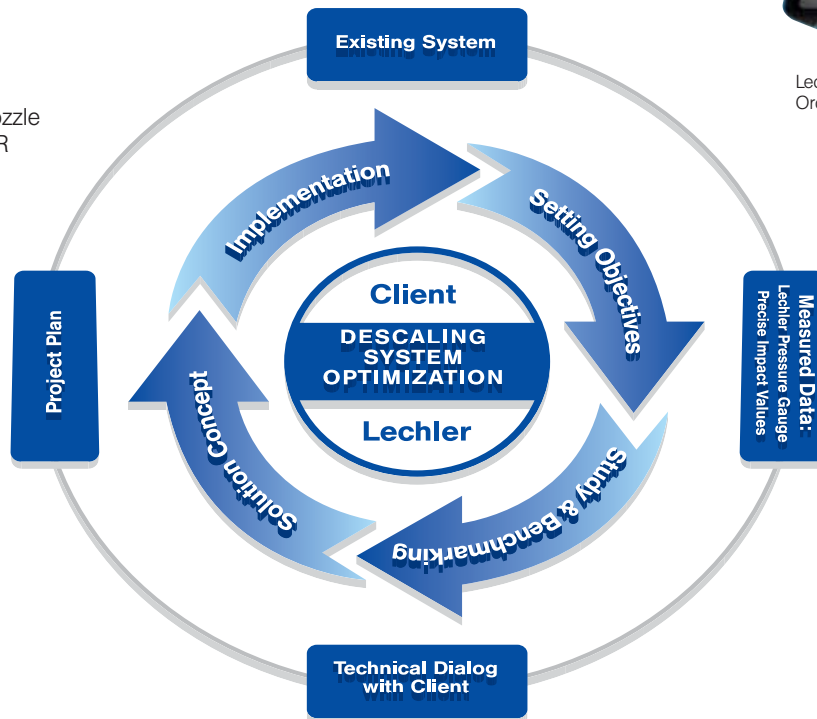 Existing System
ozzle
R
Implementation
Setting Objectives
Client
DESCALING
SYSTEM
OPTIMIZATION
Lechler
Project Plan
Measured Data:
Lechler Pressure Gauge
Precise Impact Values
Solution Concept
Study & Benchmarking
Technical Dialog
with Client